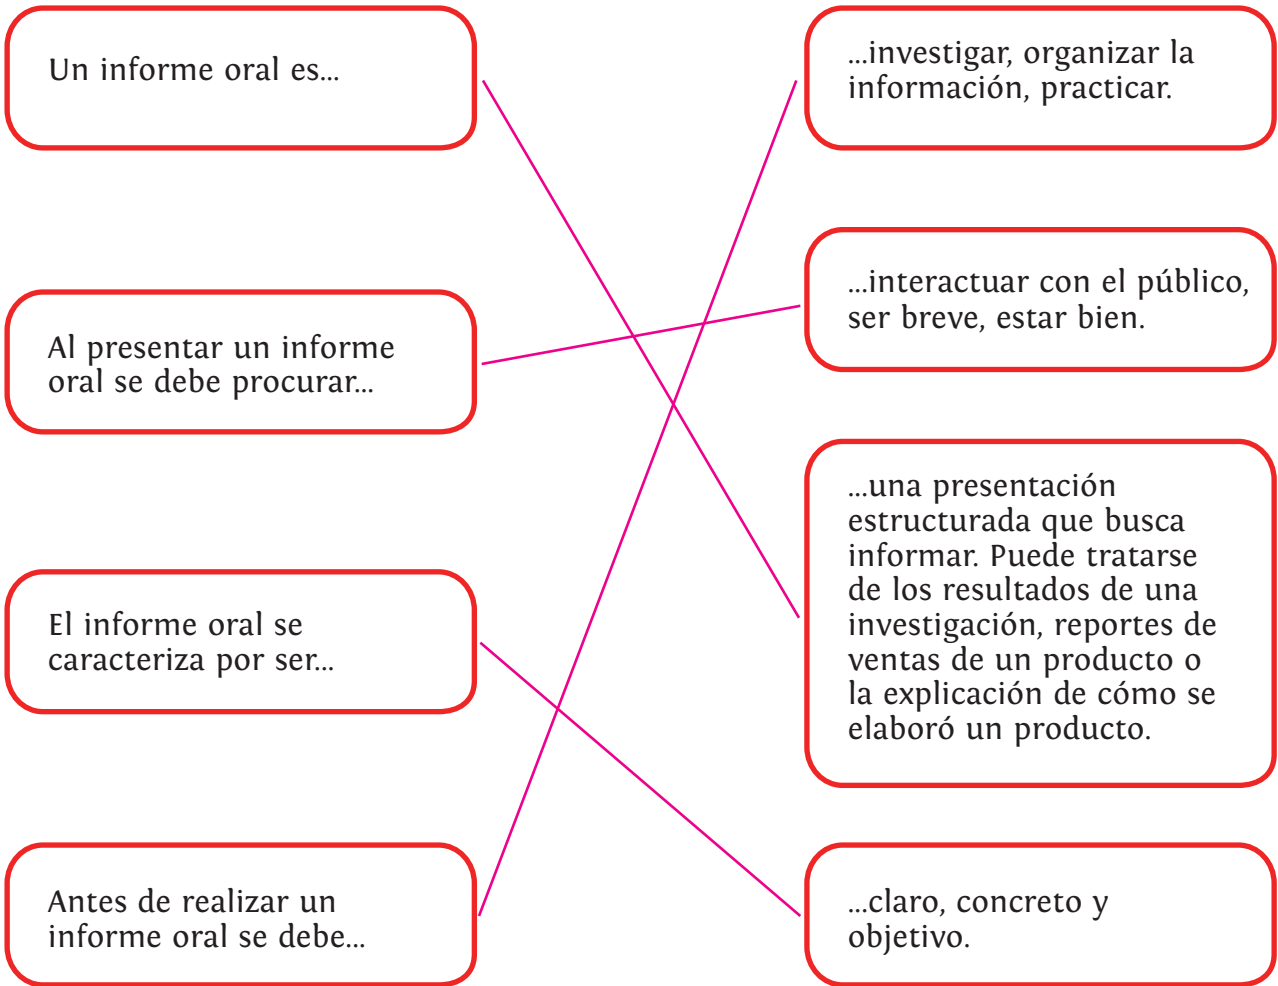 Un informe oral es...
...investigar, organizar la
información, practicar.
Al presentar un informe
oral se debe procurar...
...interactuar con el público,
ser breve, estar bien.
El informe oral se
caracteriza por ser...
...una presentación
estructurada que busca
informar. Puede tratarse
de los resultados de una
investigación, reportes de
ventas de un producto o
la explicación de cómo se
elaboró un producto.
Antes de realizar un
informe oral se debe...
...claro, concreto y
objetivo.